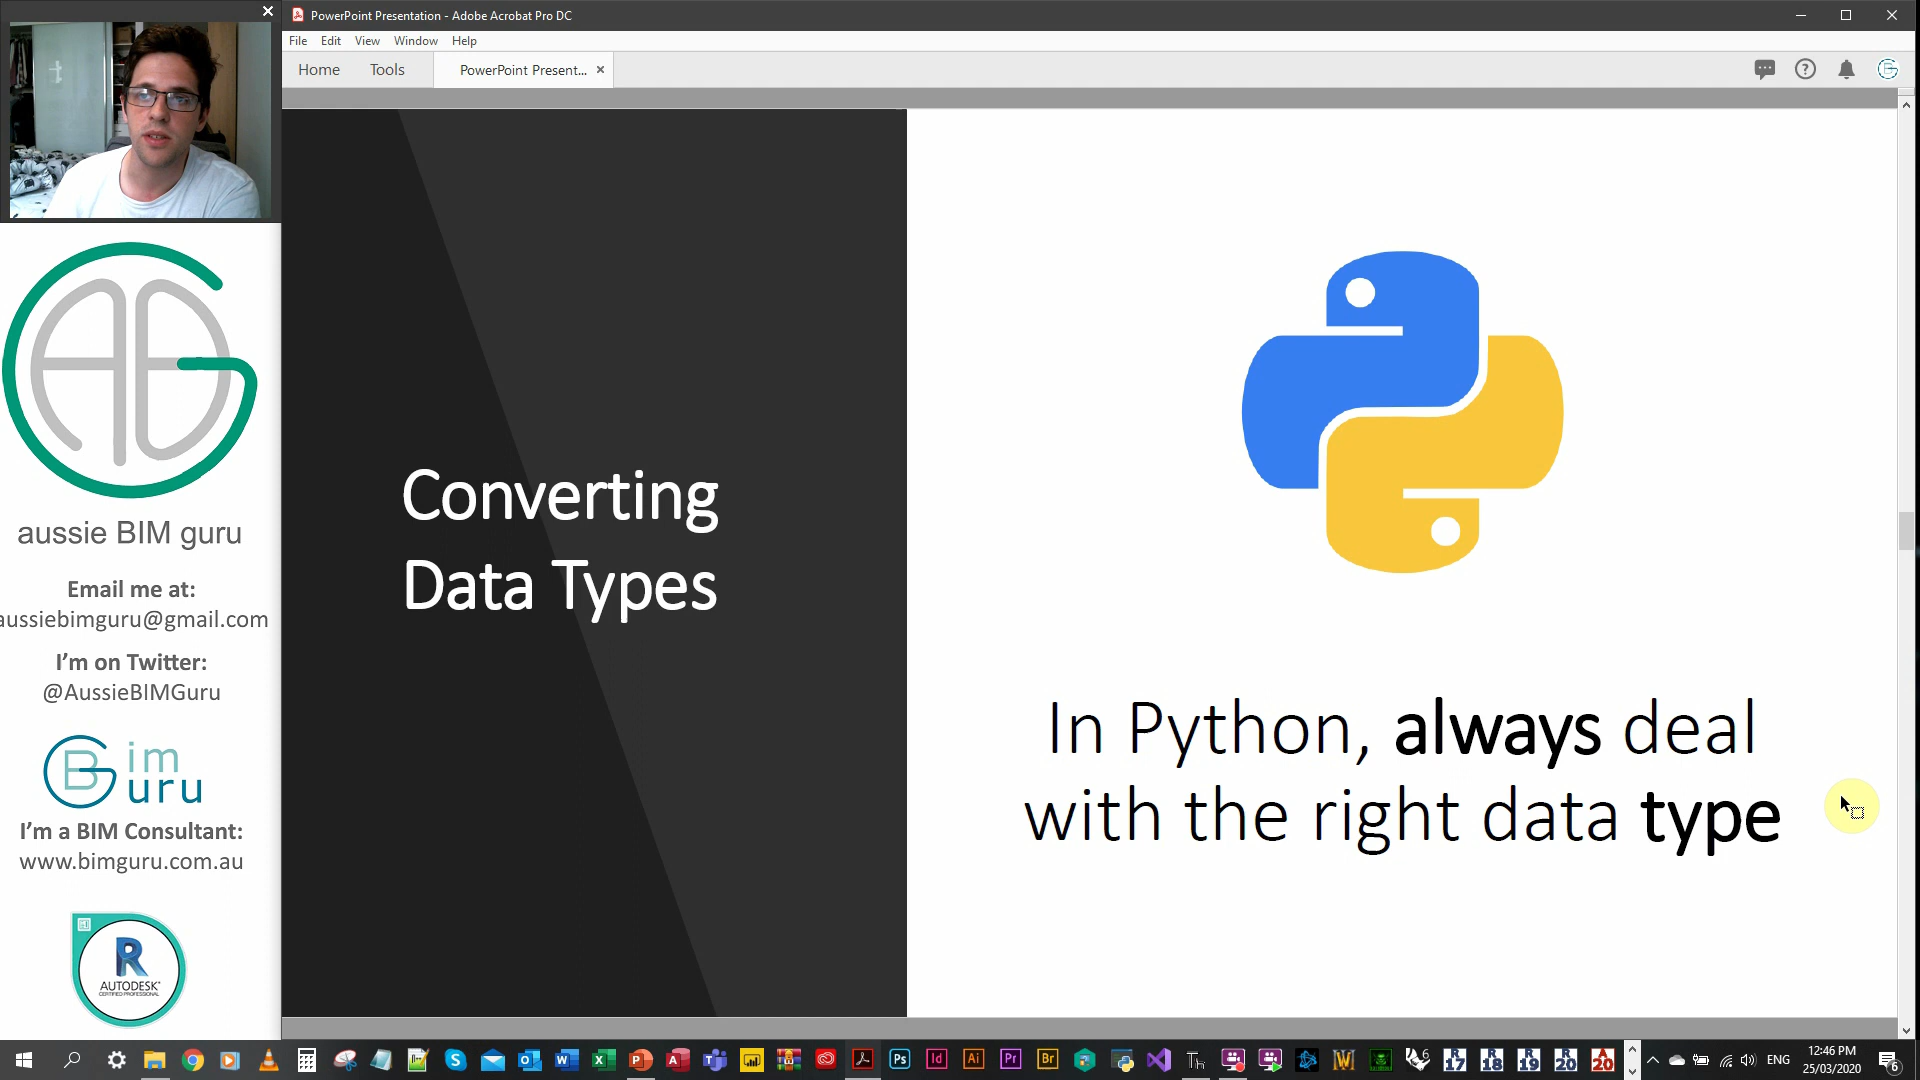 PowerPoint Presentation - Adobe Acrobat Pro DC
File Edit View Window Help
Home Tools PowerPoint Present...
Converting
Data Types
In Python, always deal
with the right data type
aussie BIM guru
Email me at:
aussiebimguru@gmail.com
I'm on Twitter:
@AussieBIMGuru
im
uru
I'm a BIM Consultant:
www.bimguru.com.au
R
AUTODESK
CERTIFIED PROFESSIONAL
ENG
12:46 PM
25/03/2020